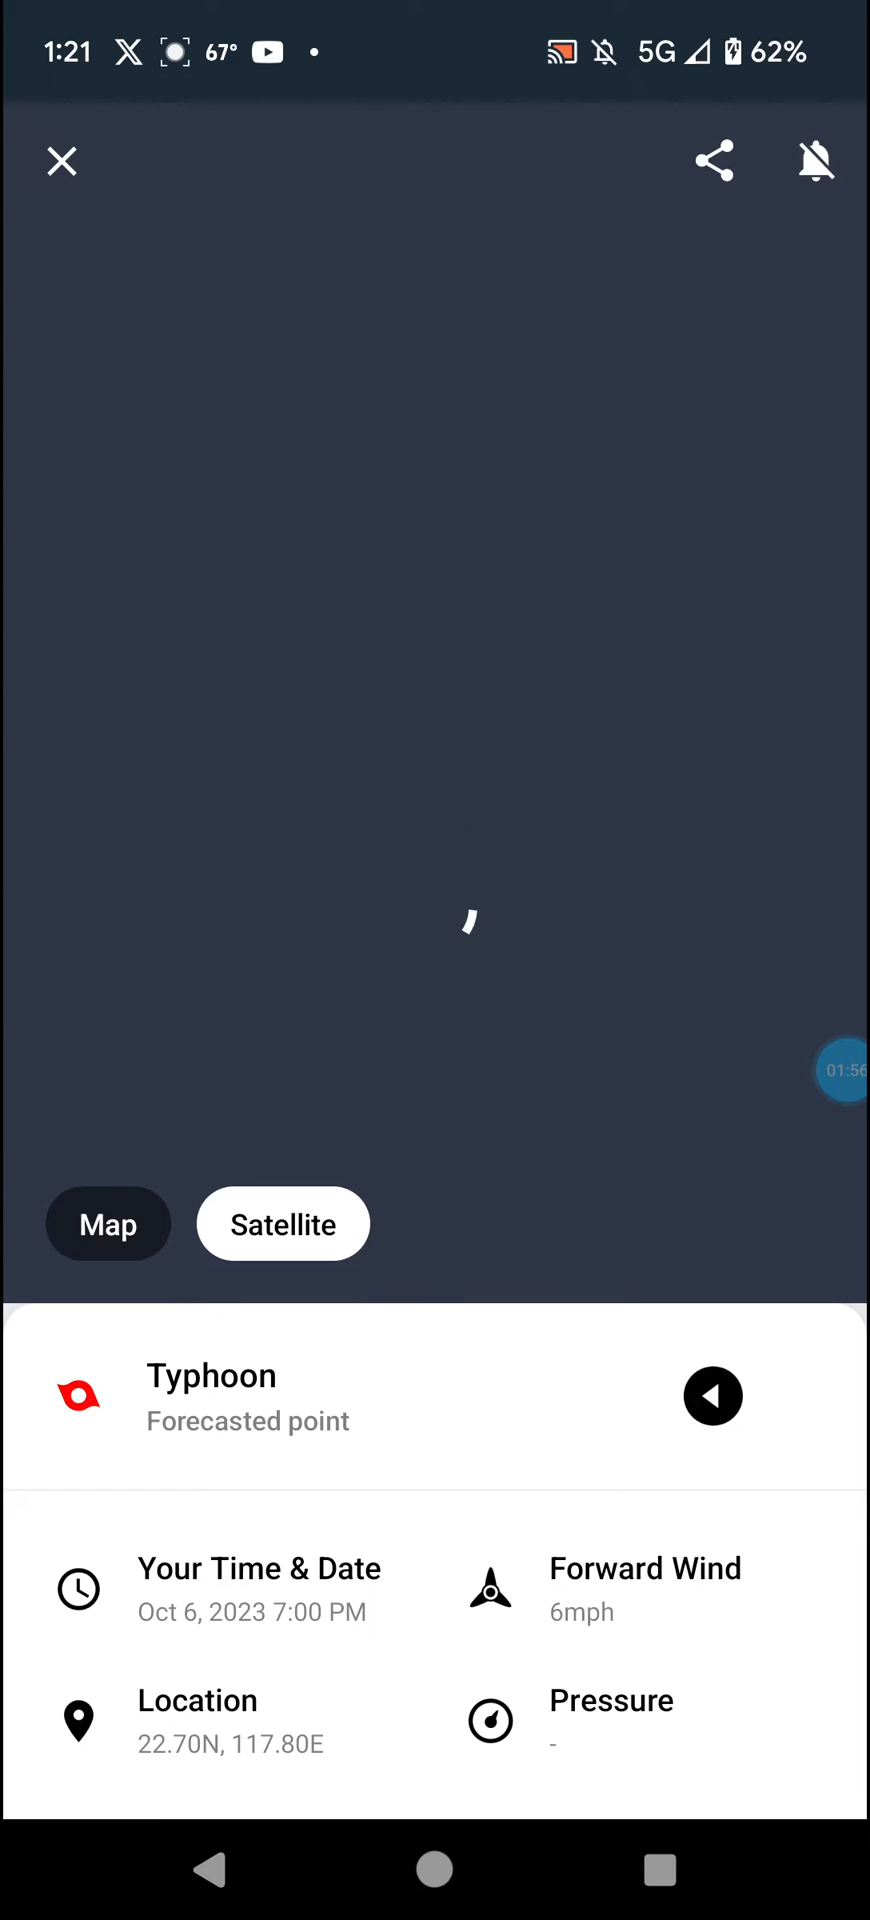 1:21 67° 5G 62%
01:56
Map Satellite
Typhoon
Forecasted point
Your Time & Date
Oct 6, 2023 7:00 PM
Forward Wind
6mph
Location
22.70N, 117.80E
Pressure
-